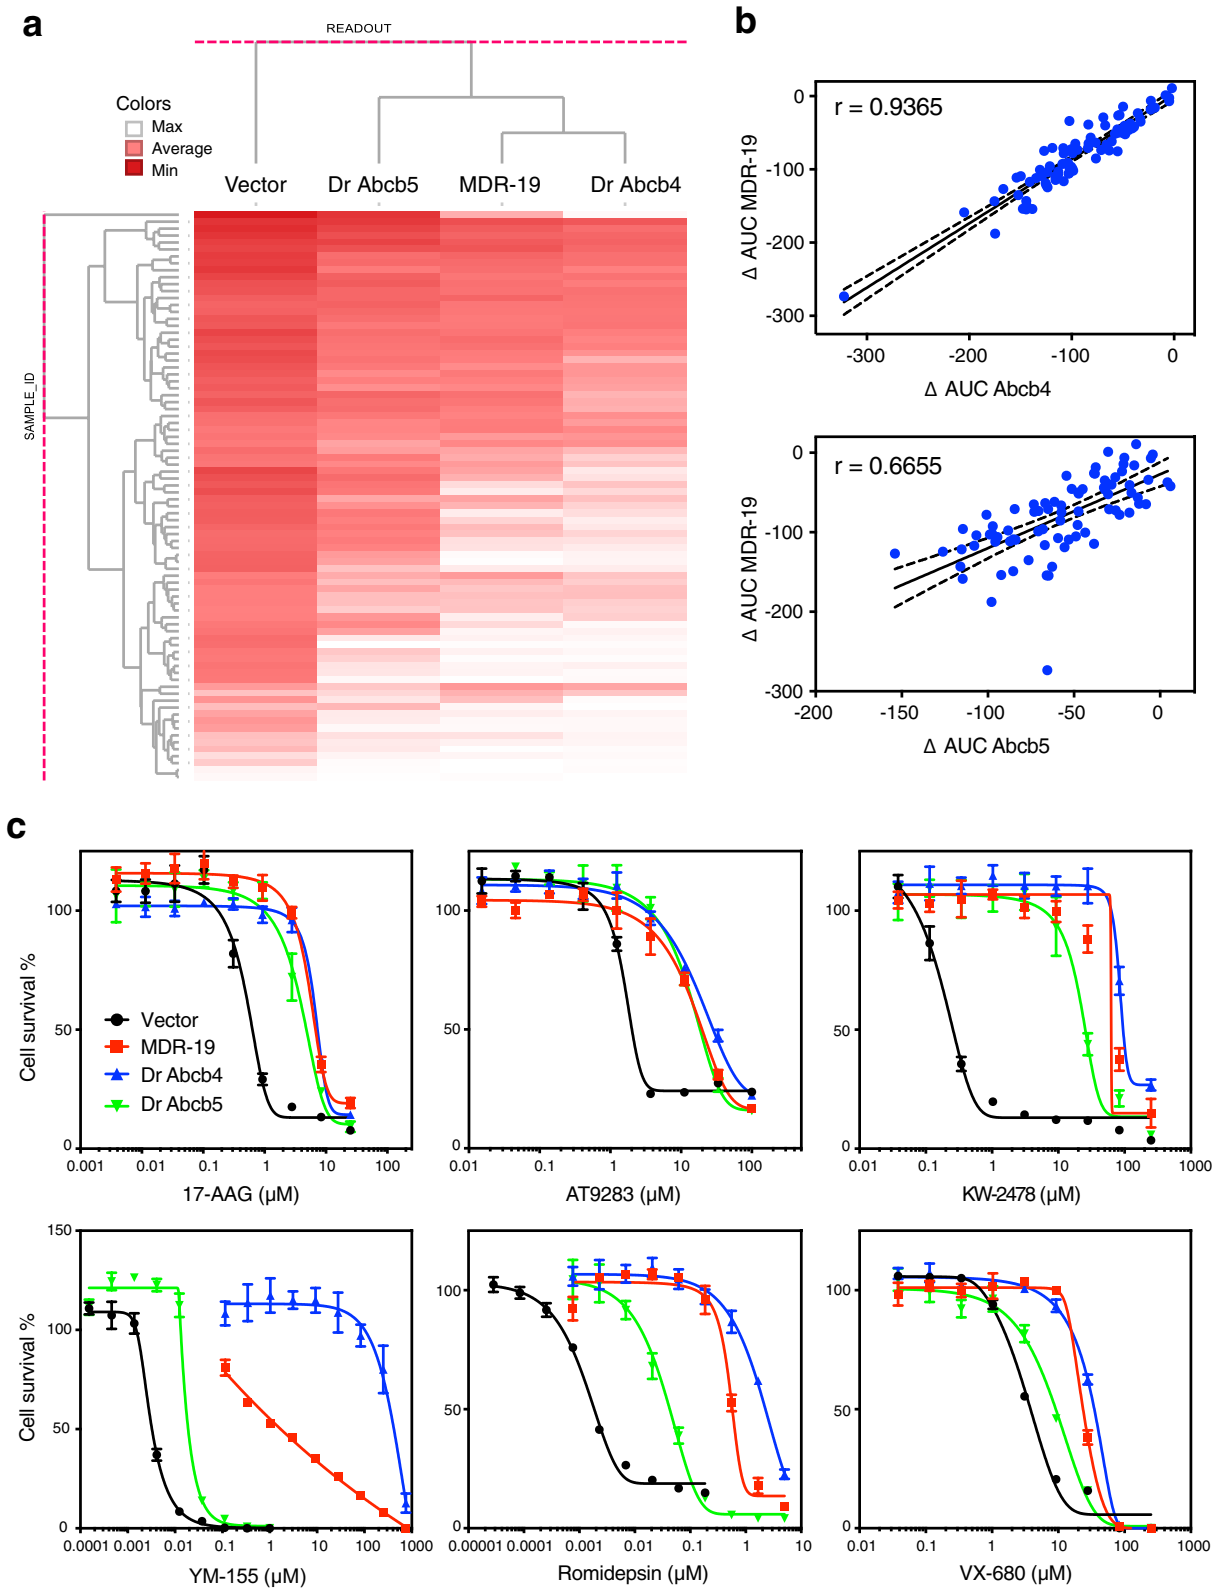 a
READOUT
Colors
Max
Average
Min
Vector
Dr Abcb5
MDR-19
Dr Abcb4
SAMPLE_ID
b
r = 0.9365
0
-100
-200
-300
Δ AUC MDR-19
-300
-200
-100
0
Δ AUC Abcb4
r = 0.6655
0
-100
-200
-300
Δ AUC MDR-19
-200
-150
-100
-50
0
Δ AUC Abcb5
c
Cell survival %
100
50
0
Vector
MDR-19
Dr Abcb4
Dr Abcb5
0.001
0.01
0.1
1
10
100
17-AAG (µM)
100
50
0
0.01
0.1
1
10
100
AT9283 (µM)
100
50
0
0.01
0.1
1
10
100
1000
KW-2478 (µM)
Cell survival %
150
100
50
0
0.0001
0.001
0.01
0.1
1
10
100
1000
YM-155 (µM)
100
50
0
0.00001
0.0001
0.001
0.01
0.1
1
10
Romidepsin (µM)
100
50
0
0.01
0.1
1
10
100
1000
VX-680 (µM)